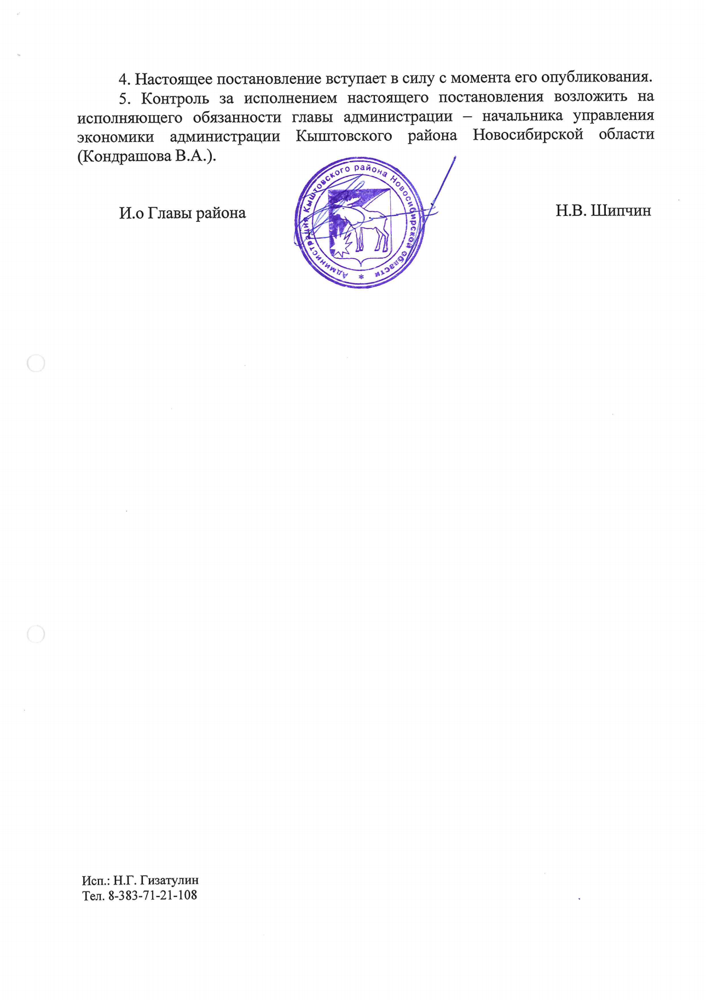 4. Настоящее постановление вступает в силу с момента его опубликования.
5. Контроль за исполнением настоящего постановления возложить на
исполняющего обязанности главы администрации – начальника управления
экономики администрации Кыштовского района Новосибирской области
(Кондрашова В.А.).
И.о Главы района
Н.В. Шипчин
Администрация Кыштовского района Новосибирской области *
Исп.: Н.Г. Гизатулин
Тел. 8-383-71-21-108